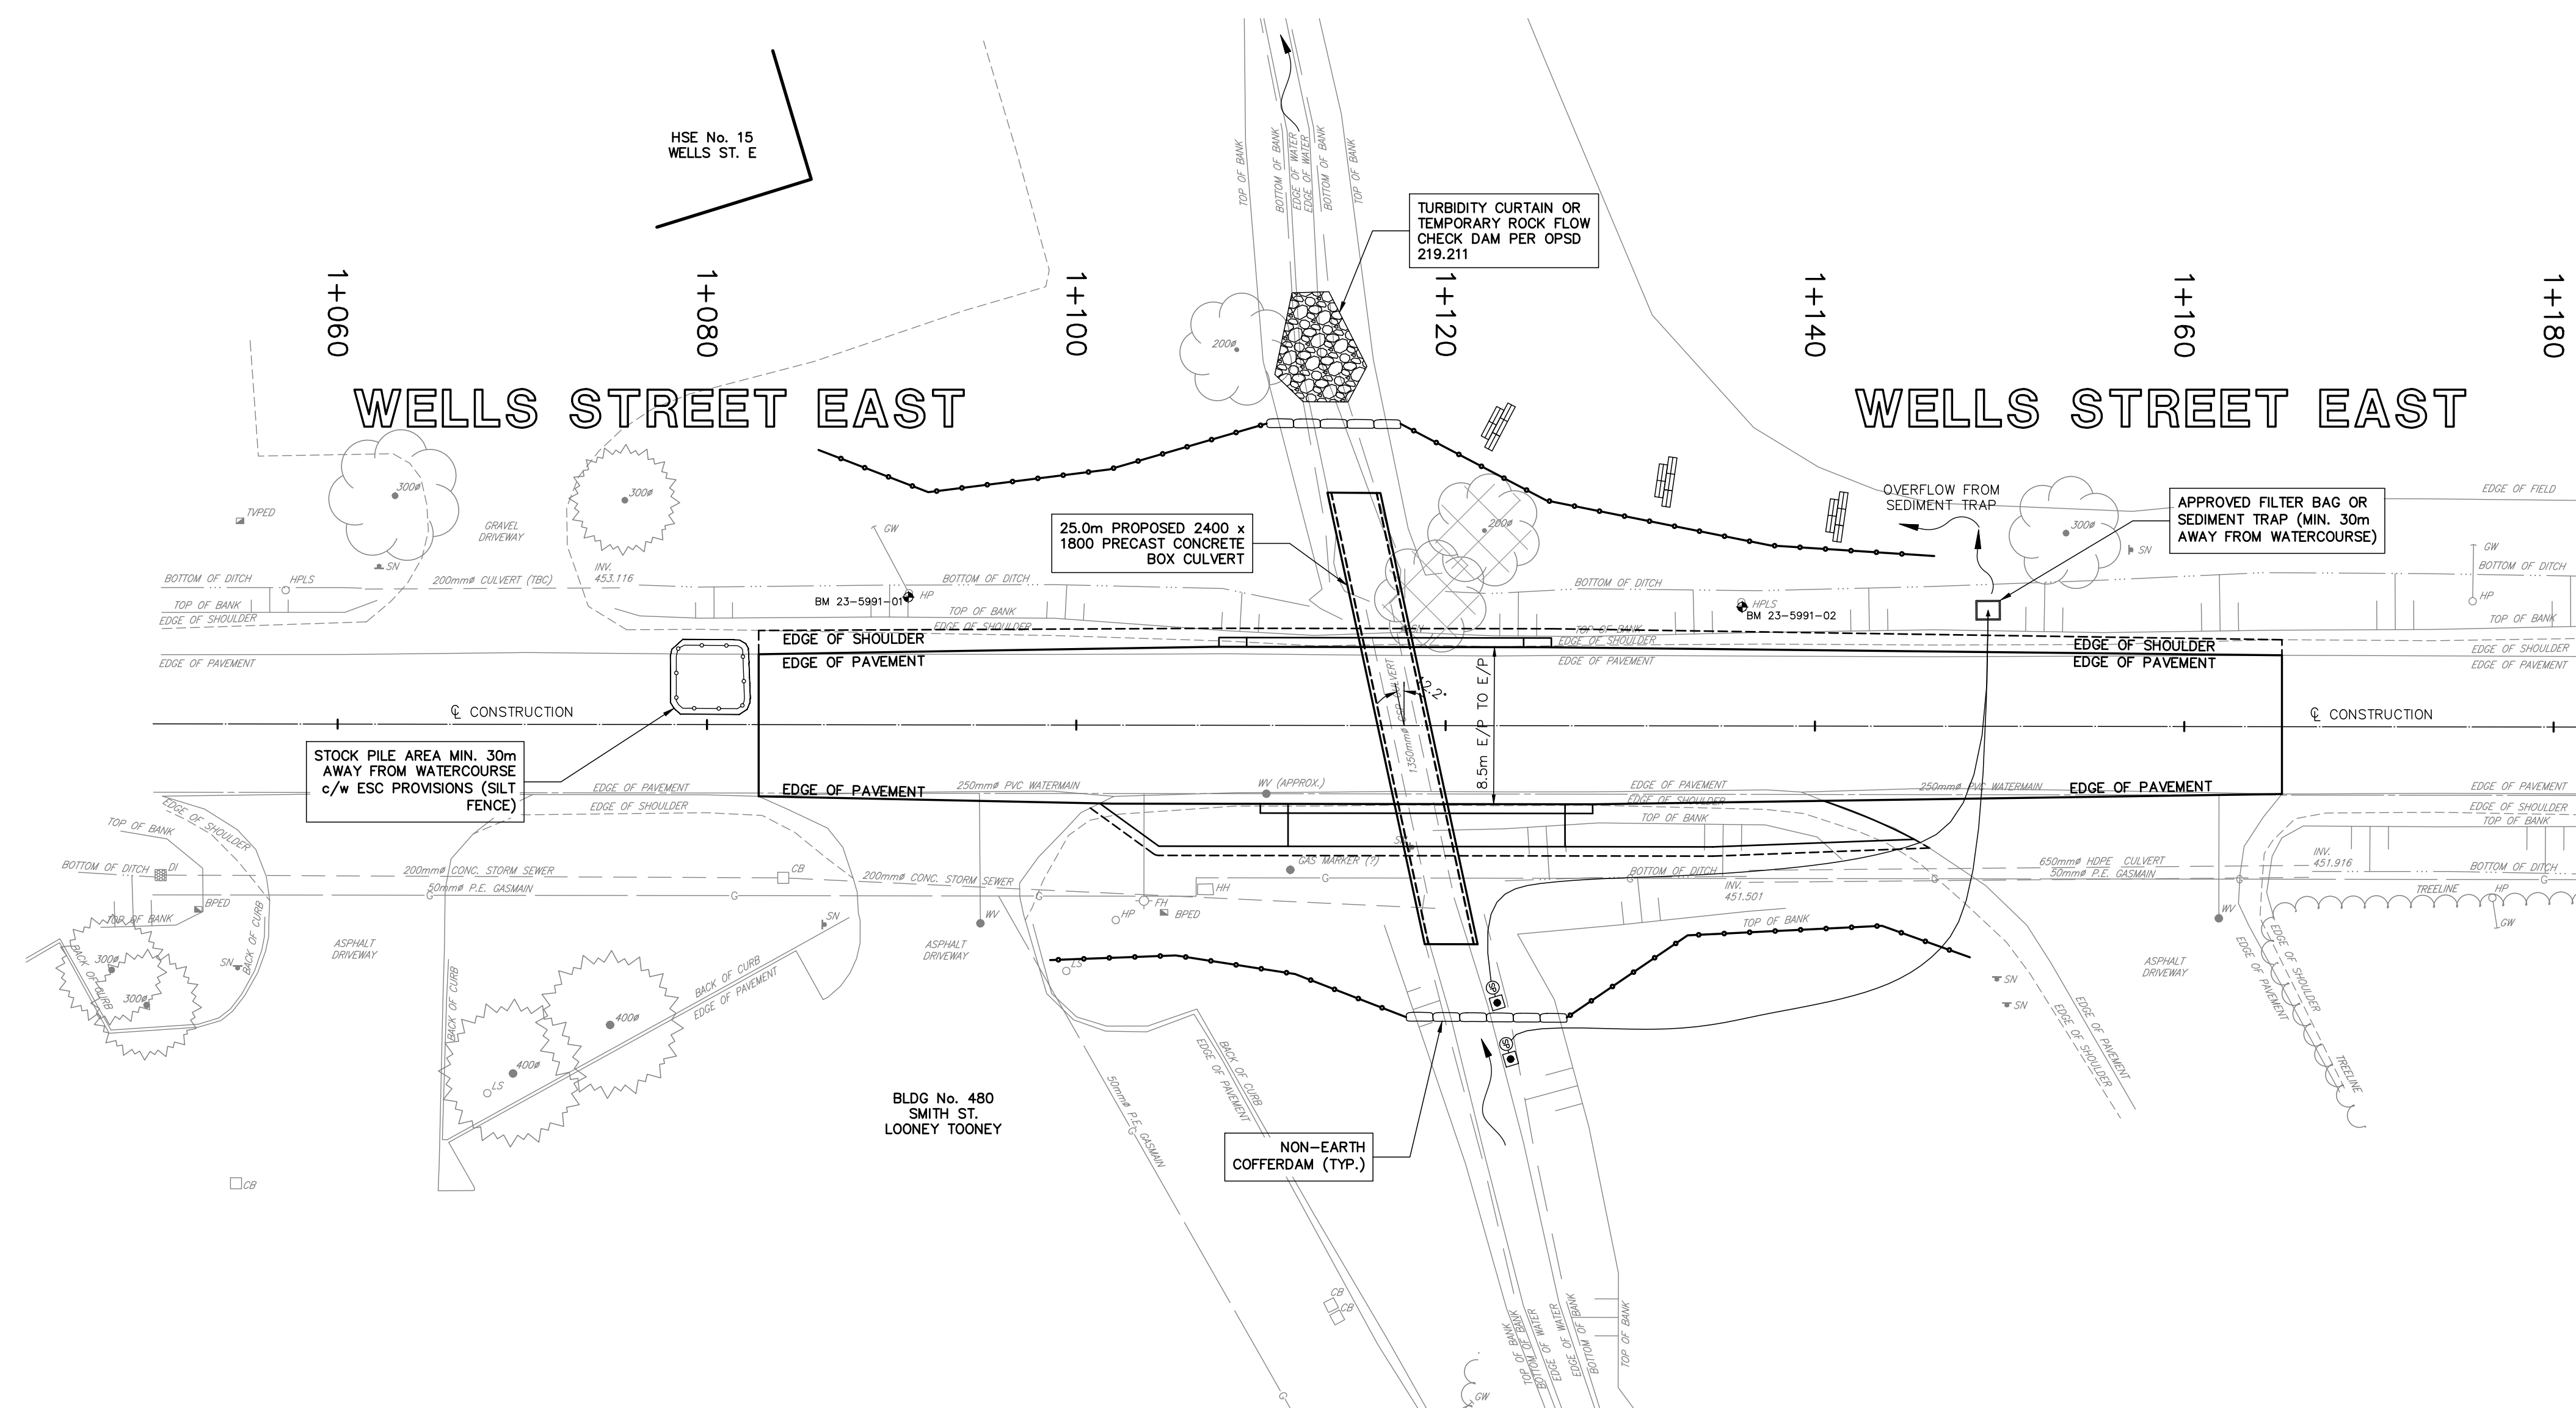 HSE No. 15
WELLS ST. E
TOP OF BANK
BOTTOM OF BANK
EDGE OF WATER
EDGE OF WATER
BOTTOM OF BANK
TOP OF BANK
TURBIDITY CURTAIN OR
TEMPORARY ROCK FLOW
CHECK DAM PER OPSD
219.211
1+060
1+080
1+100
1+120
1+140
1+160
1+180
200ø
WELLS STREET EAST
WELLS STREET EAST
300ø
300ø
TVPED
GRAVEL
DRIVEWAY
SN
GW
25.0m PROPOSED 2400 x
1800 PRECAST CONCRETE
BOX CULVERT
200ø
OVERFLOW FROM
SEDIMENT TRAP
300ø
APPROVED FILTER BAG OR
SEDIMENT TRAP (MIN. 30m
AWAY FROM WATERCOURSE)
EDGE OF FIELD
SN
GW
BOTTOM OF DITCH
HPLS
200mmø CULVERT (TBC)
INV.
453.116
BOTTOM OF DITCH
BOTTOM OF DITCH
BOTTOM OF DITCH
TOP OF BANK
EDGE OF SHOULDER
BM 23-5991-01
HP
TOP OF BANK
EDGE OF SHOULDER
HPLS
BM 23-5991-02
HP
TOP OF BANK
TOP OF BANK
EDGE OF SHOULDER
EDGE OF SHOULDER
EDGE OF SHOULDER
EDGE OF SHOULDER
EDGE OF PAVEMENT
EDGE OF PAVEMENT
EDGE OF PAVEMENT
EDGE OF PAVEMENT
EDGE OF PAVEMENT
1350mmø CSP CULVERT
8.5m E/P TO E/P
℄ CONSTRUCTION
℄ CONSTRUCTION
STOCK PILE AREA MIN. 30m
AWAY FROM WATERCOURSE
c/w ESC PROVISIONS (SILT
FENCE)
EDGE OF PAVEMENT
EDGE OF SHOULDER
EDGE OF PAVEMENT
250mmø PVC WATERMAIN
WV (APPROX.)
EDGE OF PAVEMENT
EDGE OF SHOULDER
250mmø PVC WATERMAIN
EDGE OF PAVEMENT
EDGE OF PAVEMENT
EDGE OF SHOULDER
TOP OF BANK
EDGE OF SHOULDER
TOP OF BANK
TOP OF BANK
BOTTOM OF DITCH
DI
200mmø CONC. STORM SEWER
CB
200mmø CONC. STORM SEWER
GAS MARKER (?)
BOTTOM OF DITCH
650mmø HDPE CULVERT
50mmø P.E. GASMAIN
INV.
451.916
BOTTOM OF DITCH
50mmø P.E. GASMAIN
G
G
G
G
G
G
G
HH
INV.
451.501
TREELINE
HP
GW
BPED
TOP OF BANK
BACK OF CURB
SN
WV
FH
HP
BPED
TOP OF BANK
WV
300ø
300ø
BACK OF CURB
SN
ASPHALT
DRIVEWAY
BACK OF CURB
BACK OF CURB
EDGE OF PAVEMENT
ASPHALT
DRIVEWAY
LS
SP
SP
SN
SN
ASPHALT
DRIVEWAY
EDGE OF PAVEMENT
EDGE OF SHOULDER
EDGE OF PAVEMENT
EDGE OF SHOULDER
TREELINE
400ø
400ø
LS
CB
BLDG No. 480
SMITH ST.
LOONEY TOONEY
50mmø P.E. GASMAIN
G
G
BACK OF CURB
EDGE OF PAVEMENT
NON-EARTH
COFFERDAM (TYP.)
CB
CB
TOP OF BANK
TOP OF BANK
BOTTOM OF WATER
EDGE OF WATER
EDGE OF WATER
BOTTOM OF BANK
TOP OF BANK
GW